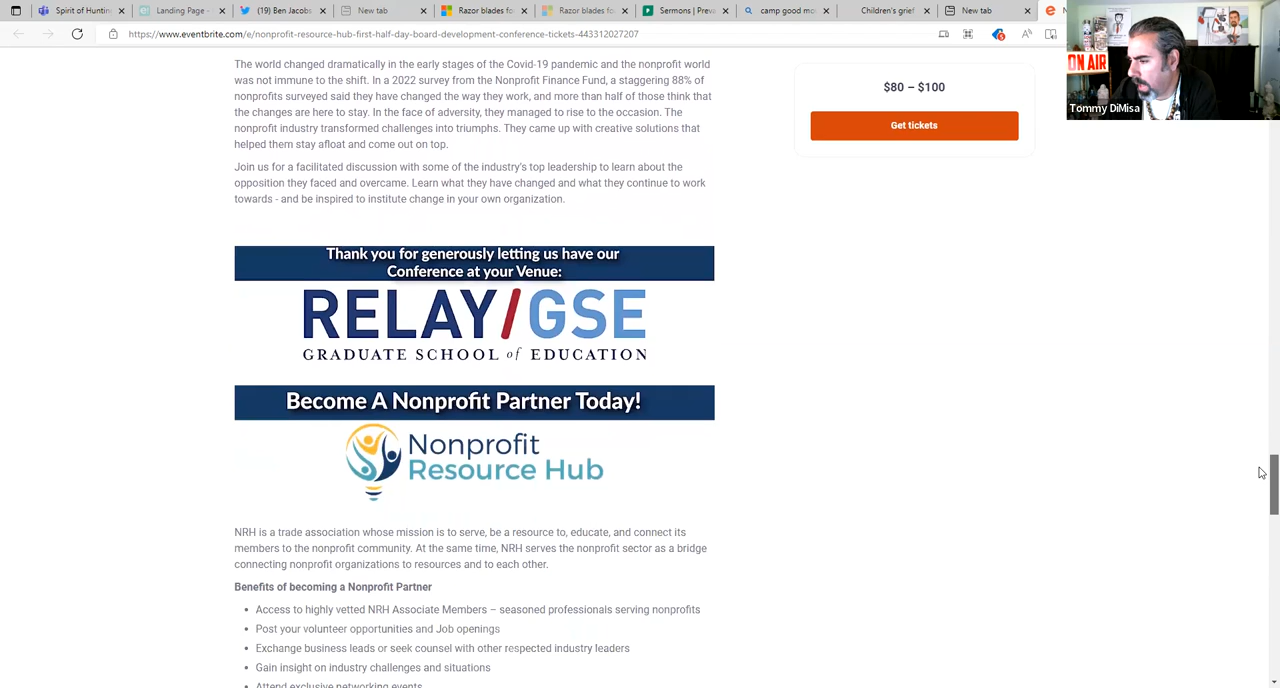 Spirit of Hunting
Landing Page -
(19) Ben Jacobs
New tab
Razor blades fo
Razor blades fo
Sermons | Prev
camp good mo
Children's grief
New tab
https://www.eventbrite.com/e/nonprofit-resource-hub-first-half-day-board-development-conference-tickets-443312027207
ON AIR
Tommy DiMisa
The world changed dramatically in the early stages of the Covid-19 pandemic and the nonprofit world
was not immune to the shift. In a 2022 survey from the Nonprofit Finance Fund, a staggering 88% of
nonprofits surveyed said they have changed the way they work, and more than half of those think that
the changes are here to stay. In the face of adversity, they managed to rise to the occasion. The
nonprofit industry transformed challenges into triumphs. They came up with creative solutions that
helped them stay afloat and come out on top.
Join us for a facilitated discussion with some of the industry's top leadership to learn about the
opposition they faced and overcame. Learn what they have changed and what they continue to work
towards - and be inspired to institute change in your own organization.
$80 – $100
Get tickets
Thank you for generously letting us have our
Conference at your Venue:
RELAY/GSE
GRADUATE SCHOOL of EDUCATION
Become A Nonprofit Partner Today!
Nonprofit
Resource Hub
NRH is a trade association whose mission is to serve, be a resource to, educate, and connect its
members to the nonprofit community. At the same time, NRH serves the nonprofit sector as a bridge
connecting nonprofit organizations to resources and to each other.
Benefits of becoming a Nonprofit Partner
• Access to highly vetted NRH Associate Members – seasoned professionals serving nonprofits
• Post your volunteer opportunities and Job openings
• Exchange business leads or seek counsel with other respected industry leaders
• Gain insight on industry challenges and situations
• Attend exclusive networking events